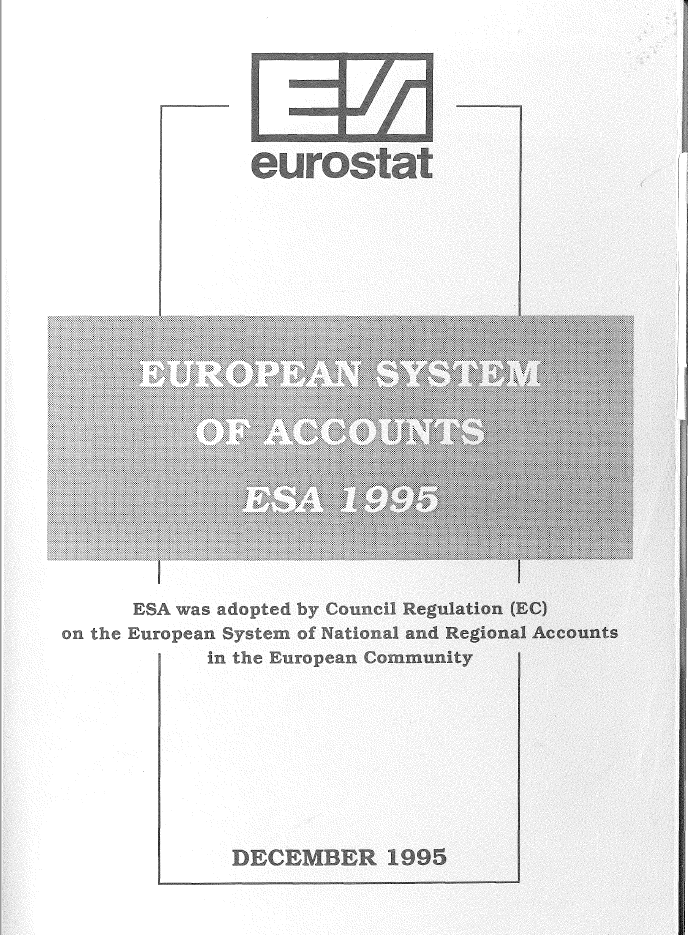 eurostat
EUROPEAN SYSTEM
OF ACCOUNTS
ESA 1995
ESA was adopted by Council Regulation (EC)
on the European System of National and Regional Accounts
in the European Community
DECEMBER 1995